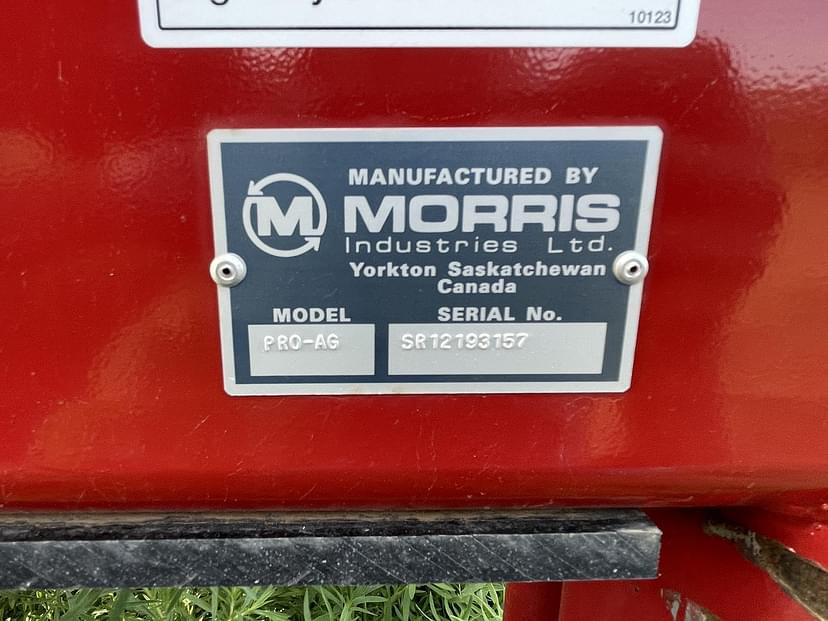 10123
MANUFACTURED BY
M MORRIS
Industries Ltd.
Yorkton Saskatchewan
Canada
MODEL SERIAL No.
PRO-AG SR12193157